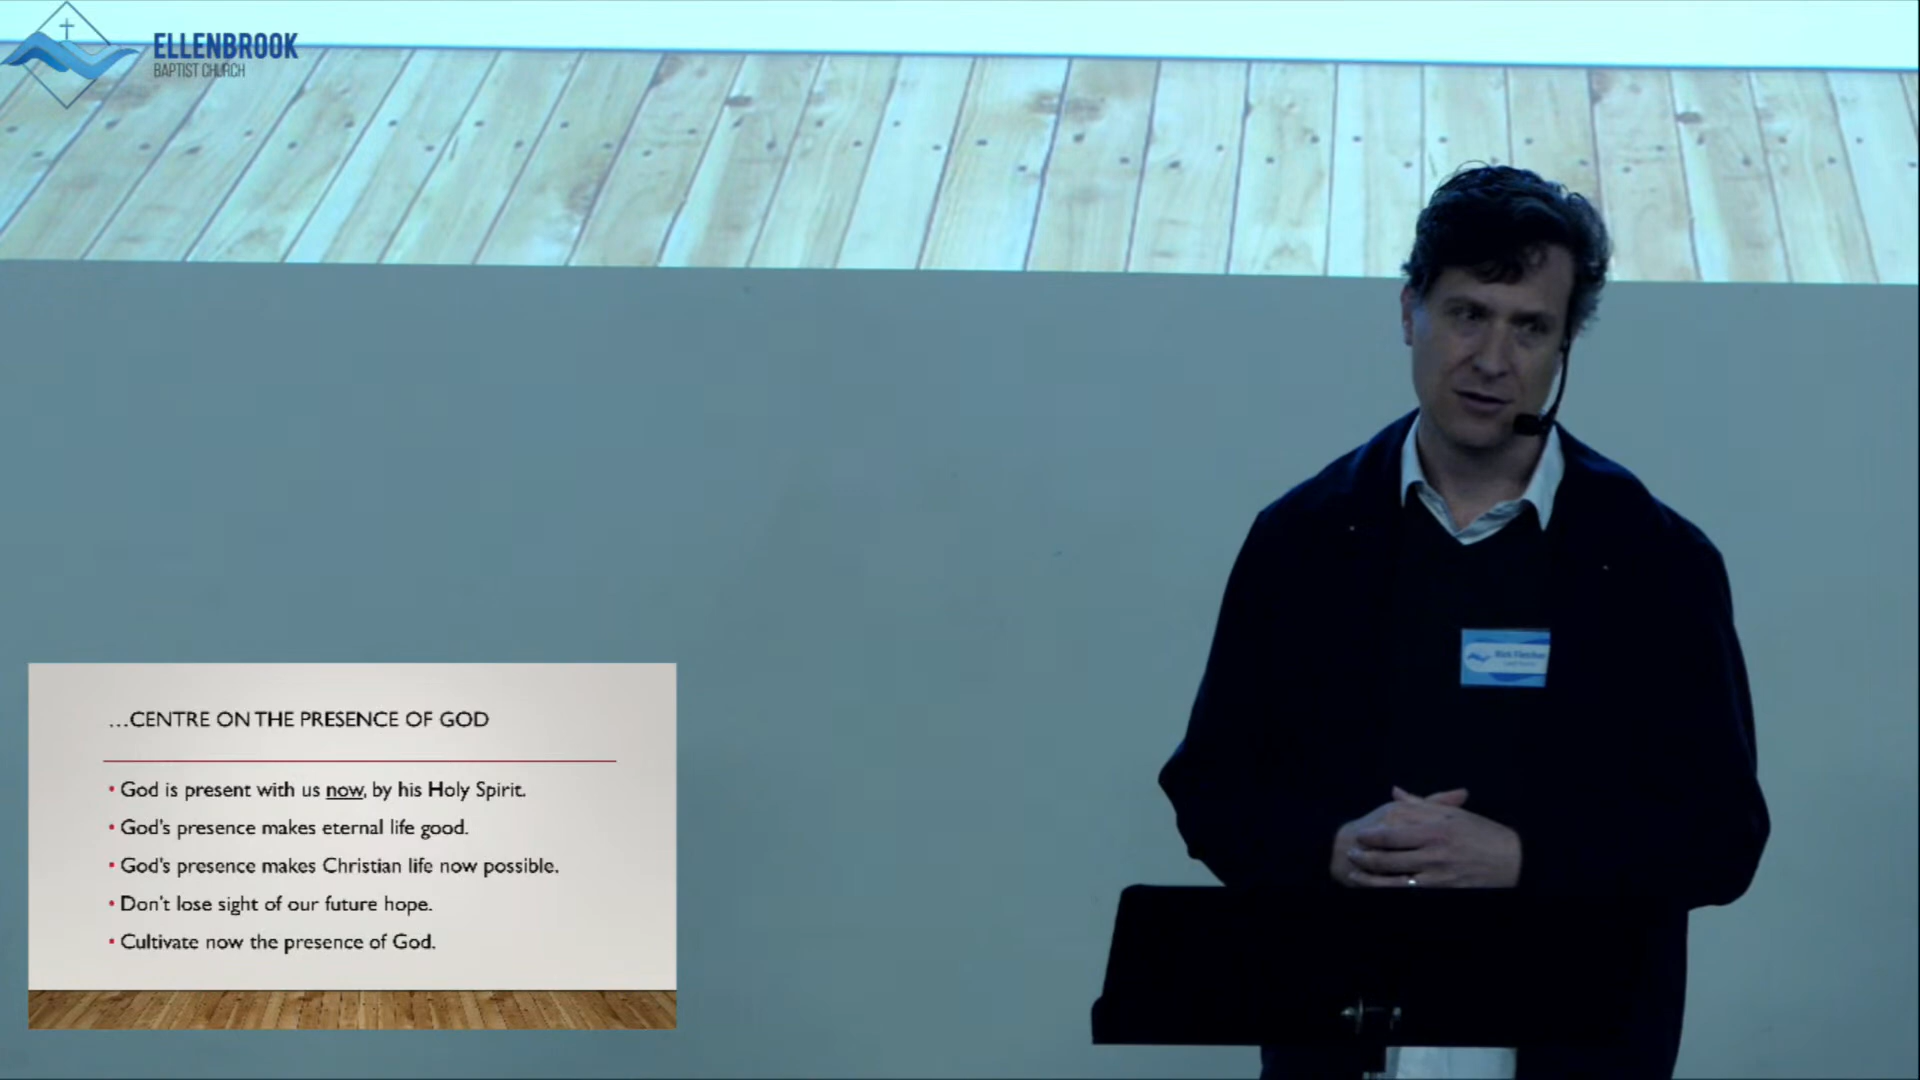 ELLENBROOK
BAPTIST CHURCH
...CENTRE ON THE PRESENCE OF GOD
• God is present with us now, by his Holy Spirit.
• God's presence makes eternal life good.
• God's presence makes Christian life now possible.
• Don't lose sight of our future hope.
• Cultivate now the presence of God.